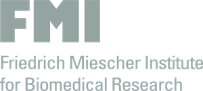 FMI
Friedrich Miescher Institute
for Biomedical Research